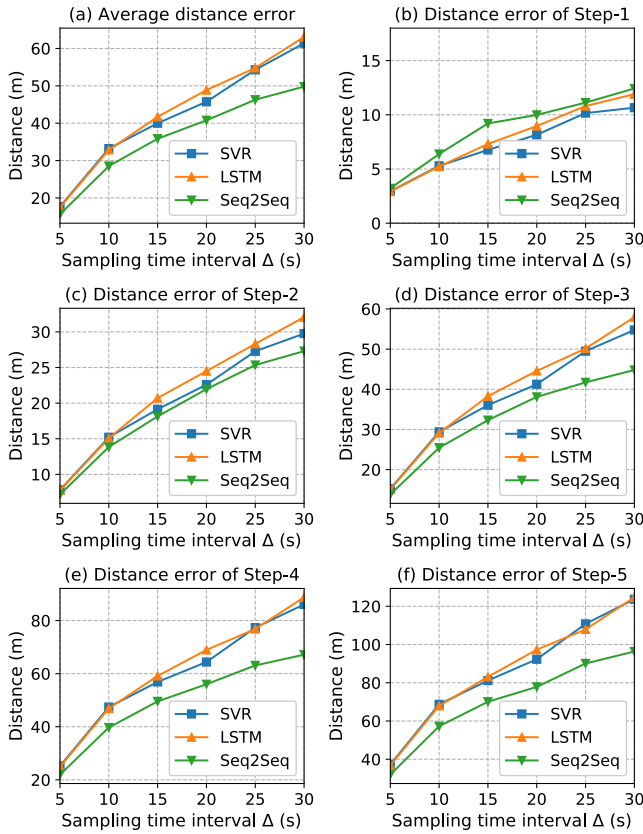 (a) Average distance error
(b) Distance error of Step-1
Distance (m)
60
50
40
30
20
SVR
LSTM
Seq2Seq
5 10 15 20 25 30
Sampling time interval Δ (s)
Distance (m)
15
10
5
0
SVR
LSTM
Seq2Seq
5 10 15 20 25 30
Sampling time interval Δ (s)
(c) Distance error of Step-2
(d) Distance error of Step-3
Distance (m)
30
25
20
15
10
SVR
LSTM
Seq2Seq
5 10 15 20 25 30
Sampling time interval Δ (s)
Distance (m)
60
50
40
30
20
SVR
LSTM
Seq2Seq
5 10 15 20 25 30
Sampling time interval Δ (s)
(e) Distance error of Step-4
(f) Distance error of Step-5
Distance (m)
80
60
40
20
SVR
LSTM
Seq2Seq
5 10 15 20 25 30
Sampling time interval Δ (s)
Distance (m)
120
100
80
60
40
SVR
LSTM
Seq2Seq
5 10 15 20 25 30
Sampling time interval Δ (s)